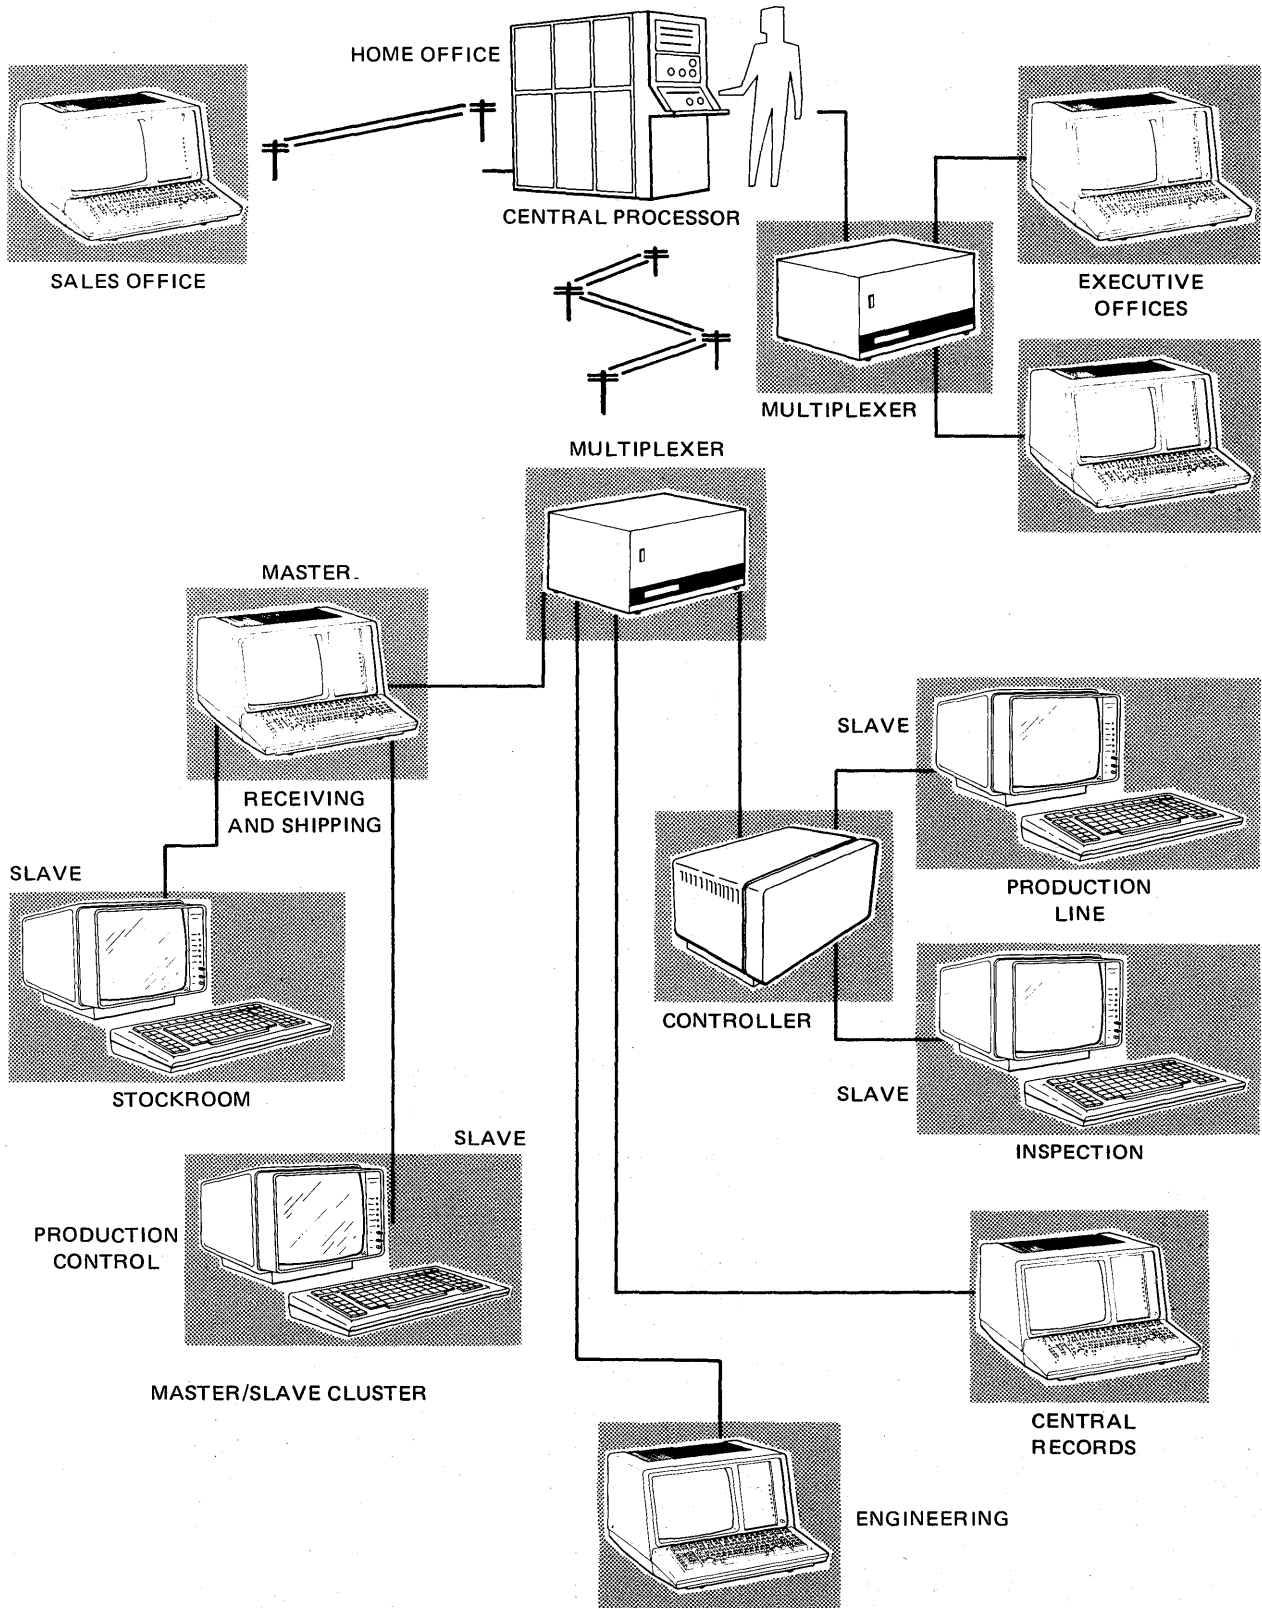 HOME OFFICE
CENTRAL PROCESSOR
SALES OFFICE
EXECUTIVE
OFFICES
MULTIPLEXER
MULTIPLEXER
MASTER
RECEIVING
AND SHIPPING
SLAVE
PRODUCTION
LINE
SLAVE
STOCKROOM
CONTROLLER
SLAVE
INSPECTION
SLAVE
PRODUCTION
CONTROL
MASTER/SLAVE CLUSTER
CENTRAL
RECORDS
ENGINEERING